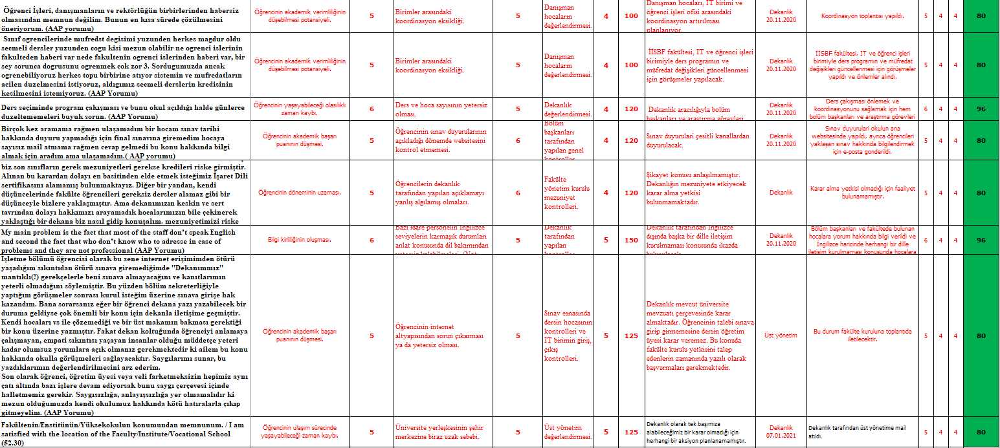 Öğrenci İşleri, danışmanların ve rektörlüğün birbirlerinden habersiz
olmasından memnun değilim. Bunun en kısa sürede çözülmesini
öneriyorum. (AAP yorumu)
Öğrencinin akademik verimliliğinin
düşebilmesi potansiyeli.
5
Birimler arasındaki
koordinasyon eksikliği.
5
Danışman
hocaların
değerlendirmesi.
4
100
Danışman hocaları, IT birimi ve
öğrenci işleri ofisi arasındaki
koordinasyon artırılması
planlanıyor.
Dekanlık
20.11.2020
Koordinasyon toplantısı yapıldı.
5
4
4
80
Sınıf ogrencilerinde mufredst degisimi yuzunden herkes magdur oldu
secmeli dersler yuzunden cogu kisi mezun olabilir ne ogrenci islerinin
fakulteden haberi var nede fakultenin ogrenci islerinden haberi var, bir
sey sorunca dogrusunu ogrenmek cok zor 3. Sordugumuzda ancak
ogrenebiliyoruz herkes topu birbirine atıyor sistemin ve mufredatların
acilen duzelmesini istiyoruz, aldıgımız secmeli derslerin kredisinin
kesilmesini istemiyoruz. (AAP Yorumu)
Öğrencinin akademik verimliliğinin
düşebilmesi potansiyeli.
5
Birimler arasındaki
koordinasyon eksikliği.
5
Danışman
hocaların
değerlendirmesi.
4
100
İİSBF fakültesi, IT ve öğrenci işleri
birimiyle ders programın ve
müfredat değişikleri güncellenmesi
için görüşmeler yapılacak.
Dekanlık
20.11.2020
İİSBF fakültesi, IT ve öğrenci işleri
birimiyle ders programın ve müfredat
değişikleri güncellenmesi için görüşmeler
yapıldı ve önlemler alındı.
5
4
4
80
Ders seçiminde program çakışması ve bunu okul açıldığı halde günlerce
duzeltememeleri buyuk sorun. (AAP Yorumu)
Öğrencinin yaşayabileceği olasılıklı
zaman kaybı.
6
Ders ve hoca sayısının yetersiz
olması.
5
Dekanlık
değerlendirmesi.
4
120
Dekanlık aracılığıyla bolüm
başkanları ve araştırma görevleri
Dekanlık
20.11.2020
Ders çakışması önlemek ve
koordinasyonunu sağlamak için hem
bolüm başkanları ve araştırma görevleri
6
4
4
96
Birçok kez aramama rağmen ulaşamadım bir hocam sınav tarihi
hakkında duyuru yapmadığı için final sınavına giremedim hocaya
sayısız mail atmama rağmen cevap gelmedi bu konu hakkında bilgi
almak için aradım ama ulaşamadım.( AAP yorumu)
Öğrencinin akademik başarı
puanının düşmesi.
5
Öğrencinin sınav duyurularının
açıkladığı dönemde websitesini
kontrol etmemesi.
6
Bölüm
başkanları
tarafından
yapılan genel
kontroller.
4
120
Sınav duyurulari çesitli kanallardan
duyurulacak.
Dekanlık
20.11.2020
Sınav duyurulari okulun ana
websitesinde yapıldı, ayrıca öğrencileri
yaklaşan sınav hakkında bilgilendirmek
için e-posta gonderildi.
5
4
4
80
biz son sınıfların gerek mezuniyetleri gerekse kredileri riske girmiştir.
Alınan bu karardan dolayı en basitinden elde etmek isteğimiz İşaret Dili
sertifikasını alamamış bulunmaktayız. Diğer bir yandan, kendi
düşüncelerinde fakülte öğrencileri gereksiz dersler alamaz gibi bir
düşünceyle bizlere yaklaşmıştır. Ama dekanımızın keskin ve sert
tavrından dolayı hakkımızı arayamadık hocalarımızın bile çekinerek
yaklaştığı bir dekana biz nasıl gidip konuşalım. mezuniyetimizi riske
Öğrencinin döneminin uzaması.
5
Öğrencilerin dekanlık
tarafından yapılan açıklamayı
yanlış algılamış olmaları.
6
Fakülte
yönetim kurulu
mezuniyet
kontrolleri.
4
120
Şikayet konusu anlaşılmamıştır.
Dekanlığın mezuniyete etkiyecek
karar alma yetkisi
bulunmamaktadır.
Dekanlık
Karar alma yetkisi olmadığı için faaliyet
bulunamamıştır.
5
4
4
80
My main problem is the fact that most of the staff don't speak English
and second the fact that who don't know who to adresse in case of
problems and they are not professional (AAP Yorumu)
Bilgi kirliliğinin oluşması.
6
Bazı idare personelin İngilizce
seviyelerin karmaşık durumları
anlat konusunda dil bakımından
5
Dekanlık
tarafından
yapılan
kontroller.
5
150
Dekanlık tarafından İngilizce
dışında başka bir dille iletişim
kurulmaması konusunda ikazda
bulunulacak.
Dekanlık
20.11.2020
Bölüm başkanları ve fakültede bulunan
hocalara yorum hakkında bilgi verildi ve
İngilizce haricinde herhangi bir dille
iletişim kurulmaması konusunda hocalara
6
4
4
96
İşletme bölümü öğrencisi olarak bu sene internet erişimimden ötürü
yaşadığım sıkıntıdan ötürü sınava giremediğimde "Dekanımmız"
mantıklı(!) gerekçelerle beni sınava almayacağını ve kanıtlarımın
yeterli olmadığını söylemiştir. Bu yüzden bölüm sekreterliğiyle
yaptığım görüşmeler sonrası kurul isteğim üzerine sınava girişe hak
kazandım. Bana sorarsanız eğer bir öğrenci dekana yazı yazabilecek bir
duruma geldiyse çok önemli bir konu için dekanla iletişime geçmiştir.
Kendi hocaları vs ile çözemediği ve bir üst makamın bakması gerektiği
bir konu üzerine yazmıştır. Fakat dekan koltuğunda öğrenciyi anlamaya
çalışmayan, empati sıkıntısı yaşayan insanlar olduğu müddetçe yeteri
kadar olumsuz yorumlara açık olmanız gerekmektedir ki ailem bu konu
hakkında okulla görüşmeleri sağlayacaktır. Saygılarımı sunar, bu
yazdıklarımın değerlendirilmesini arz ederim.
Son olarak öğrenci, öğretim üyesi veya veli farketmeksizin hepimiz aynı
çatı altında bazı işlere devam ediyorsak bunu saygı çerçevesi içinde
halletmemiz gerekir. Saygısızlığa, anlayışsızlığa yer olmamalıdır ki
mezun olduğumuzda kendi okulumuz hakkında kötü hatıralarla çıkıp
gitmeyelim. (AAP Yorumu)
Öğrencinin akademik başarı
puanının düşmesi.
5
Öğrencinin internet
altyapısından sorun çıkarması
ya da yetersiz olması.
5
Sınav esnasında
dersin hocasının
kontrolleri ve
IT birimin giriş,
çıkış
kontrolleri.
5
125
Dekanlık mevcut üniversite
mevzuatı çerçevesinde karar
almaktadır. Öğrencinin talebi sınava
girip girmemesine dersin öğretim
üyesi karar veremez. Bu konuda
fakülte kurulu yetkisini talep
edenlerin zamanında yazılı olarak
başvurmaları gerekmektedir.
Üst yönetim
Bu durum fakülte kuruluna toplantıda
iletilecektir.
5
4
4
80
Fakültenin/Enstitünün/Yüksekokulun konumundan memnunum. / I am
satisfied with the location of the Faculty/Institute/Vocational School
(52.30)
Öğrencinin ulaşım sürecinde
yaşayabileceği zaman kaybı.
5
Üniversite yerleşkesinin şehir
merkezine biraz uzak sebebi.
5
Üst yönetim
değerlendirmesi.
5
125
Dekanlık olarak tek başımıza
alabileceğimiz bir karar olmadığı için
herhangi bir aksiyon planlanamamıştır.
Dekanlık
07.01.2021
Dekanlık tarafından üst yönetime mail
atıldı.
5
4
4
80